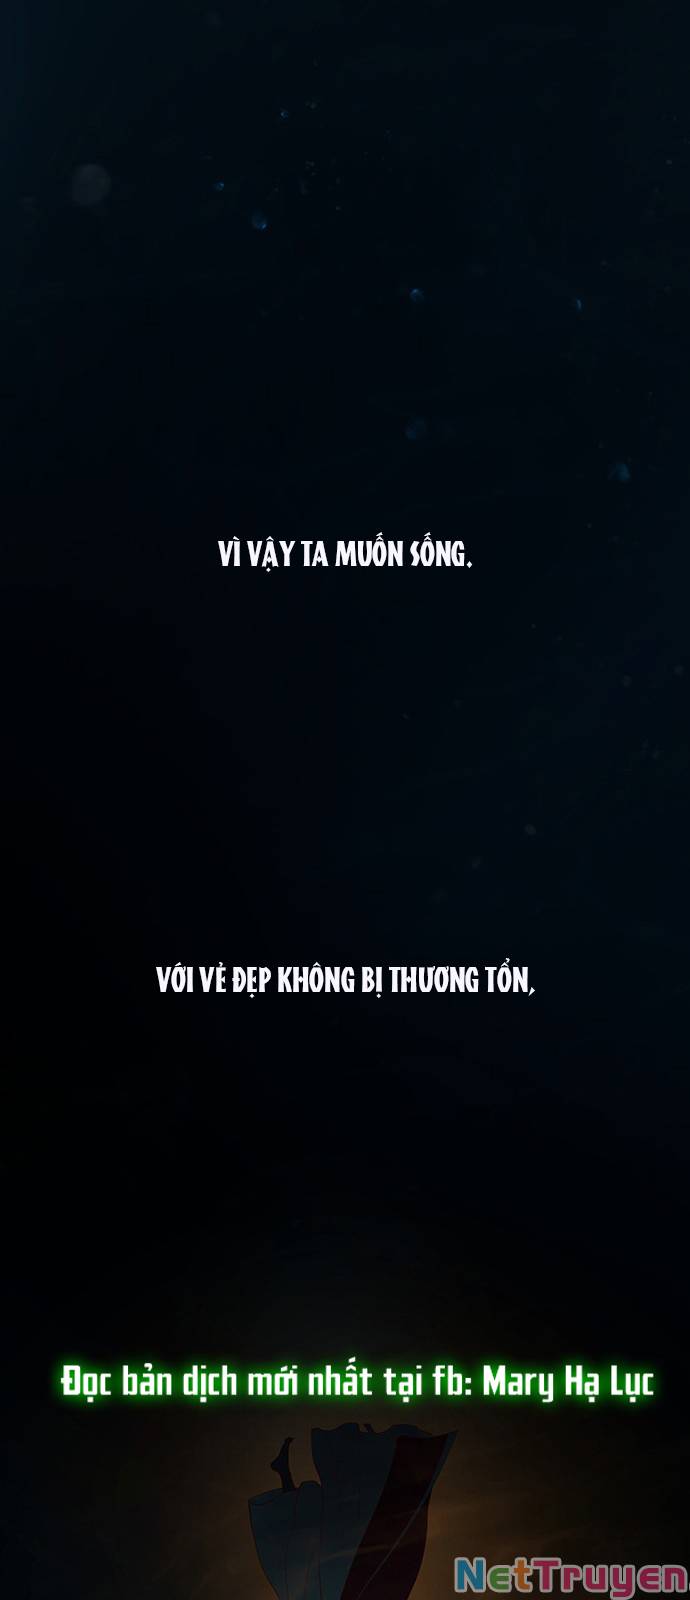 VÌ VẬY TA MUỐN SỐNG.
VỚI VẺ ĐẸP KHÔNG BỊ THƯƠNG TỔN,
Đọc bản dịch mới nhất tại fb: Mary Hạ Lục
NetTruyen